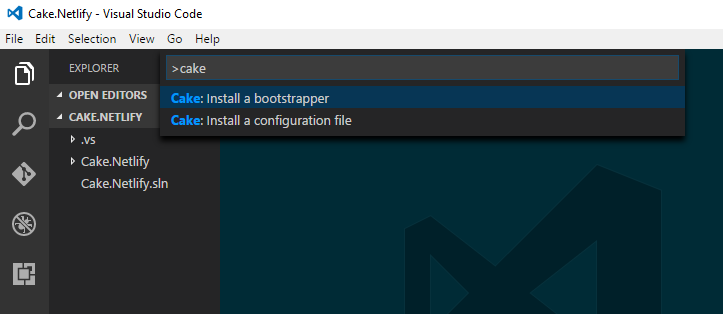 Cake.Netlify - Visual Studio Code
File Edit Selection View Go Help
EXPLORER
>cake
OPEN EDITORS
Cake: Install a bootstrapper
CAKE.NETLIFY
Cake: Install a configuration file
.vs
Cake.Netlify
Cake.Netlify.sln